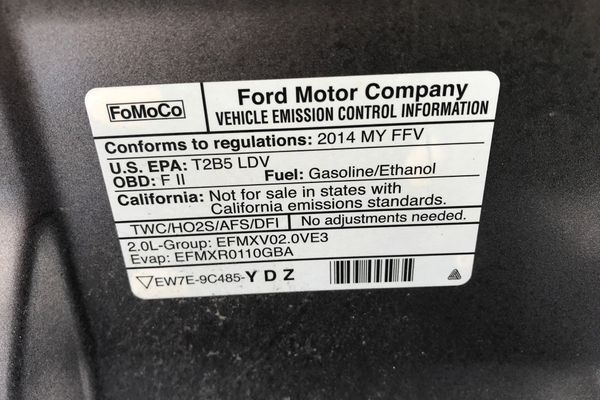 FoMoCo
Ford Motor Company
VEHICLE EMISSION CONTROL INFORMATION
Conforms to regulations: 2014 MY FFV
U.S. EPA: T2B5 LDV
OBD: F II Fuel: Gasoline/Ethanol
California: Not for sale in states with
California emissions standards.
TWC/HO2S/AFS/DFI No adjustments needed.
2.0L-Group: EFMXV02.0VE3
Evap: EFMXR0110GBA
EW7E-9C485-Y D Z